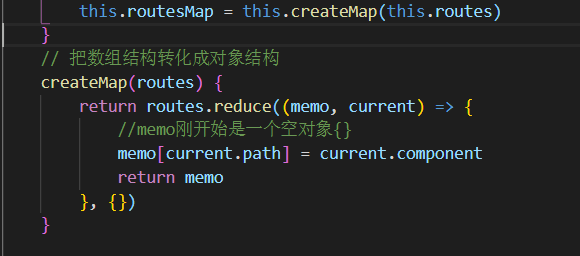 this.routesMap = this.createMap(this.routes)
}
// 把数组结构转化成对象结构
createMap(routes) {
return routes.reduce((memo, current) => {
//memo刚开始是一个空对象{}
memo[current.path] = current.component
return memo
}, {})
}